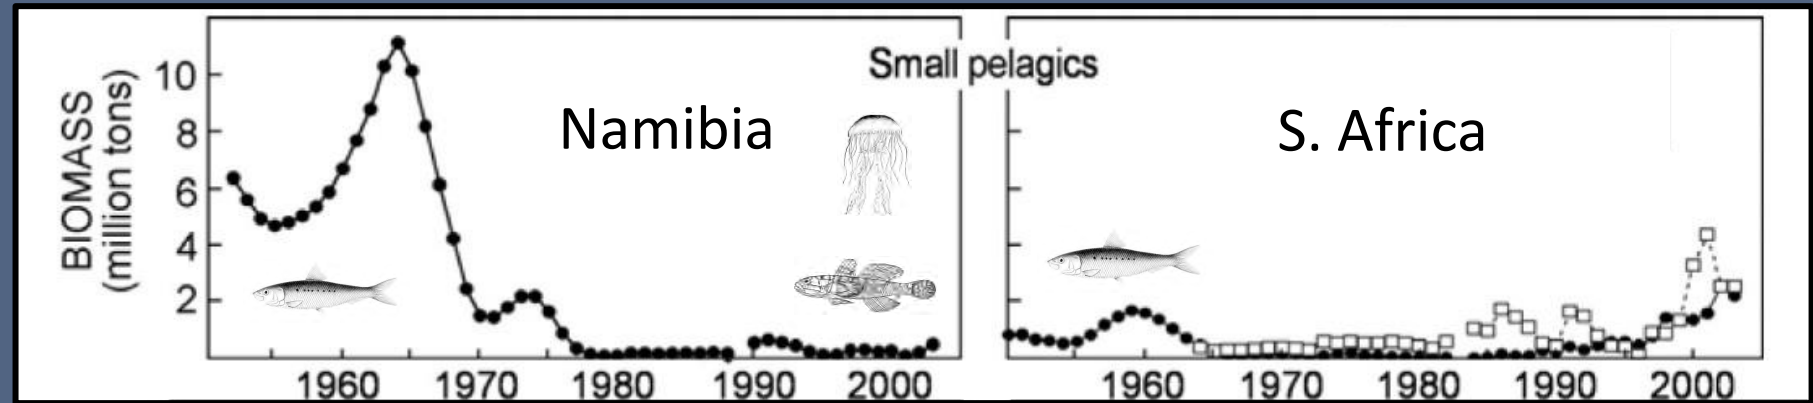 Small pelagics
BIOMASS
(million tons)
10
8
6
4
2
Namibia
S. Africa
1960 1970 1980 1990 2000
1960 1970 1980 1990 2000